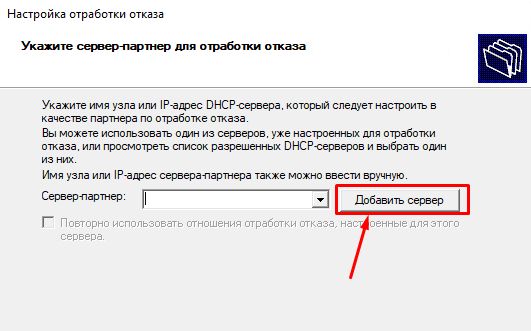 Настройка отработки отказа
Укажите сервер-партнер для отработки отказа
Укажите имя узла или IP-адрес DHCP-сервера, который следует настроить в
качестве партнера по отработке отказа.
Вы можете использовать один из серверов, уже настроенных для отработки
отказа, или просмотреть список разрешенных DHCP-серверов и выбрать один
из них.
Имя узла или IP-адрес сервера-партнера также можно ввести вручную.
Сервер-партнер:
Добавить сервер
Повторно использовать отношения отработки отказа, настроенные для этого
сервера.